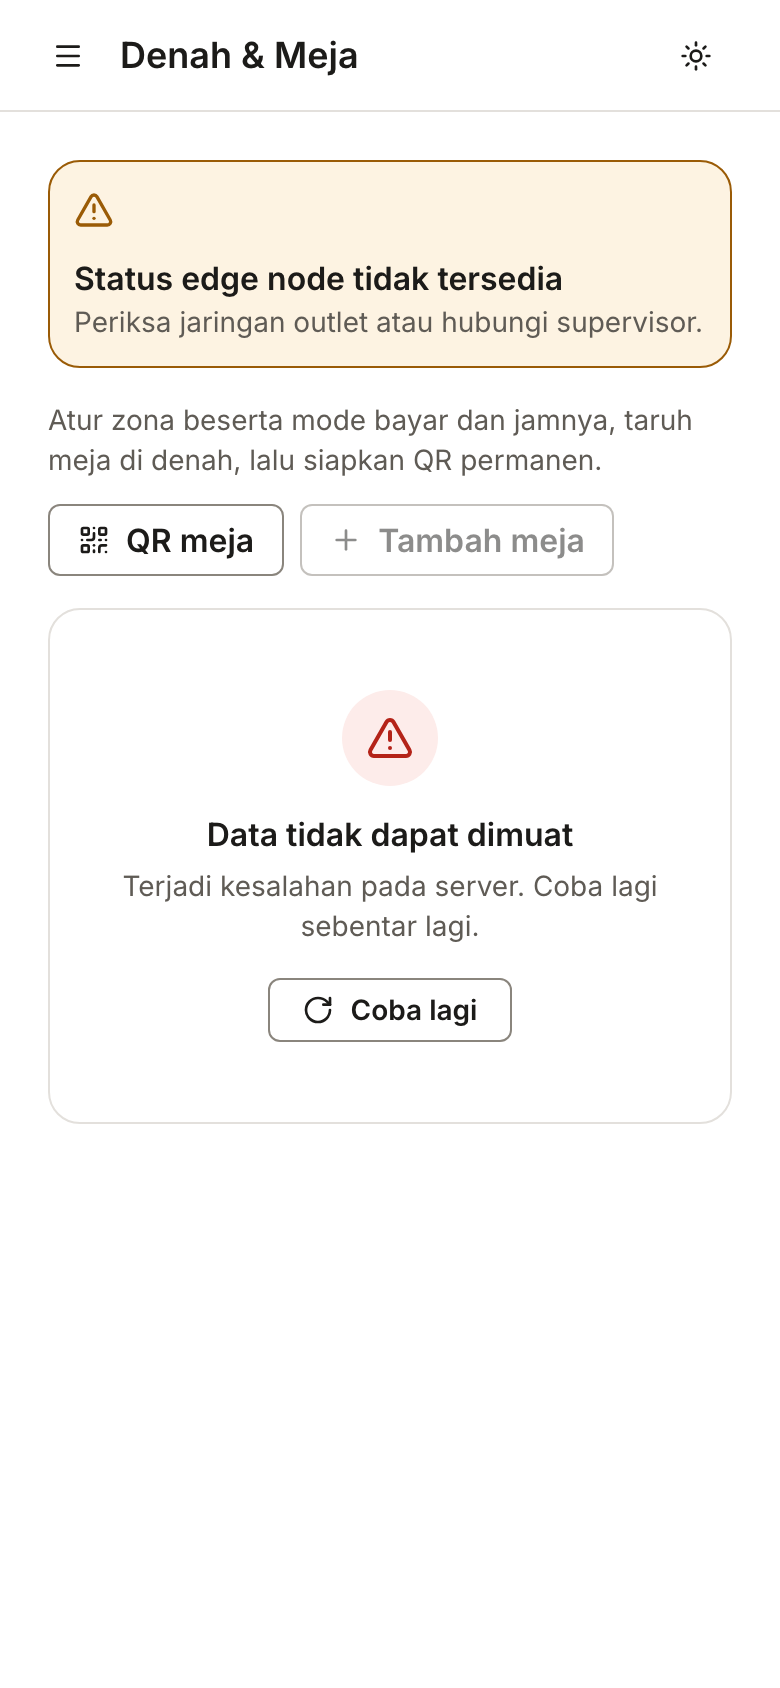 Denah & Meja
Status edge node tidak tersedia
Periksa jaringan outlet atau hubungi supervisor.
Atur zona beserta mode bayar dan jamnya, taruh
meja di denah, lalu siapkan QR permanen.
QR meja
Tambah meja
Data tidak dapat dimuat
Terjadi kesalahan pada server. Coba lagi
sebentar lagi.
Coba lagi